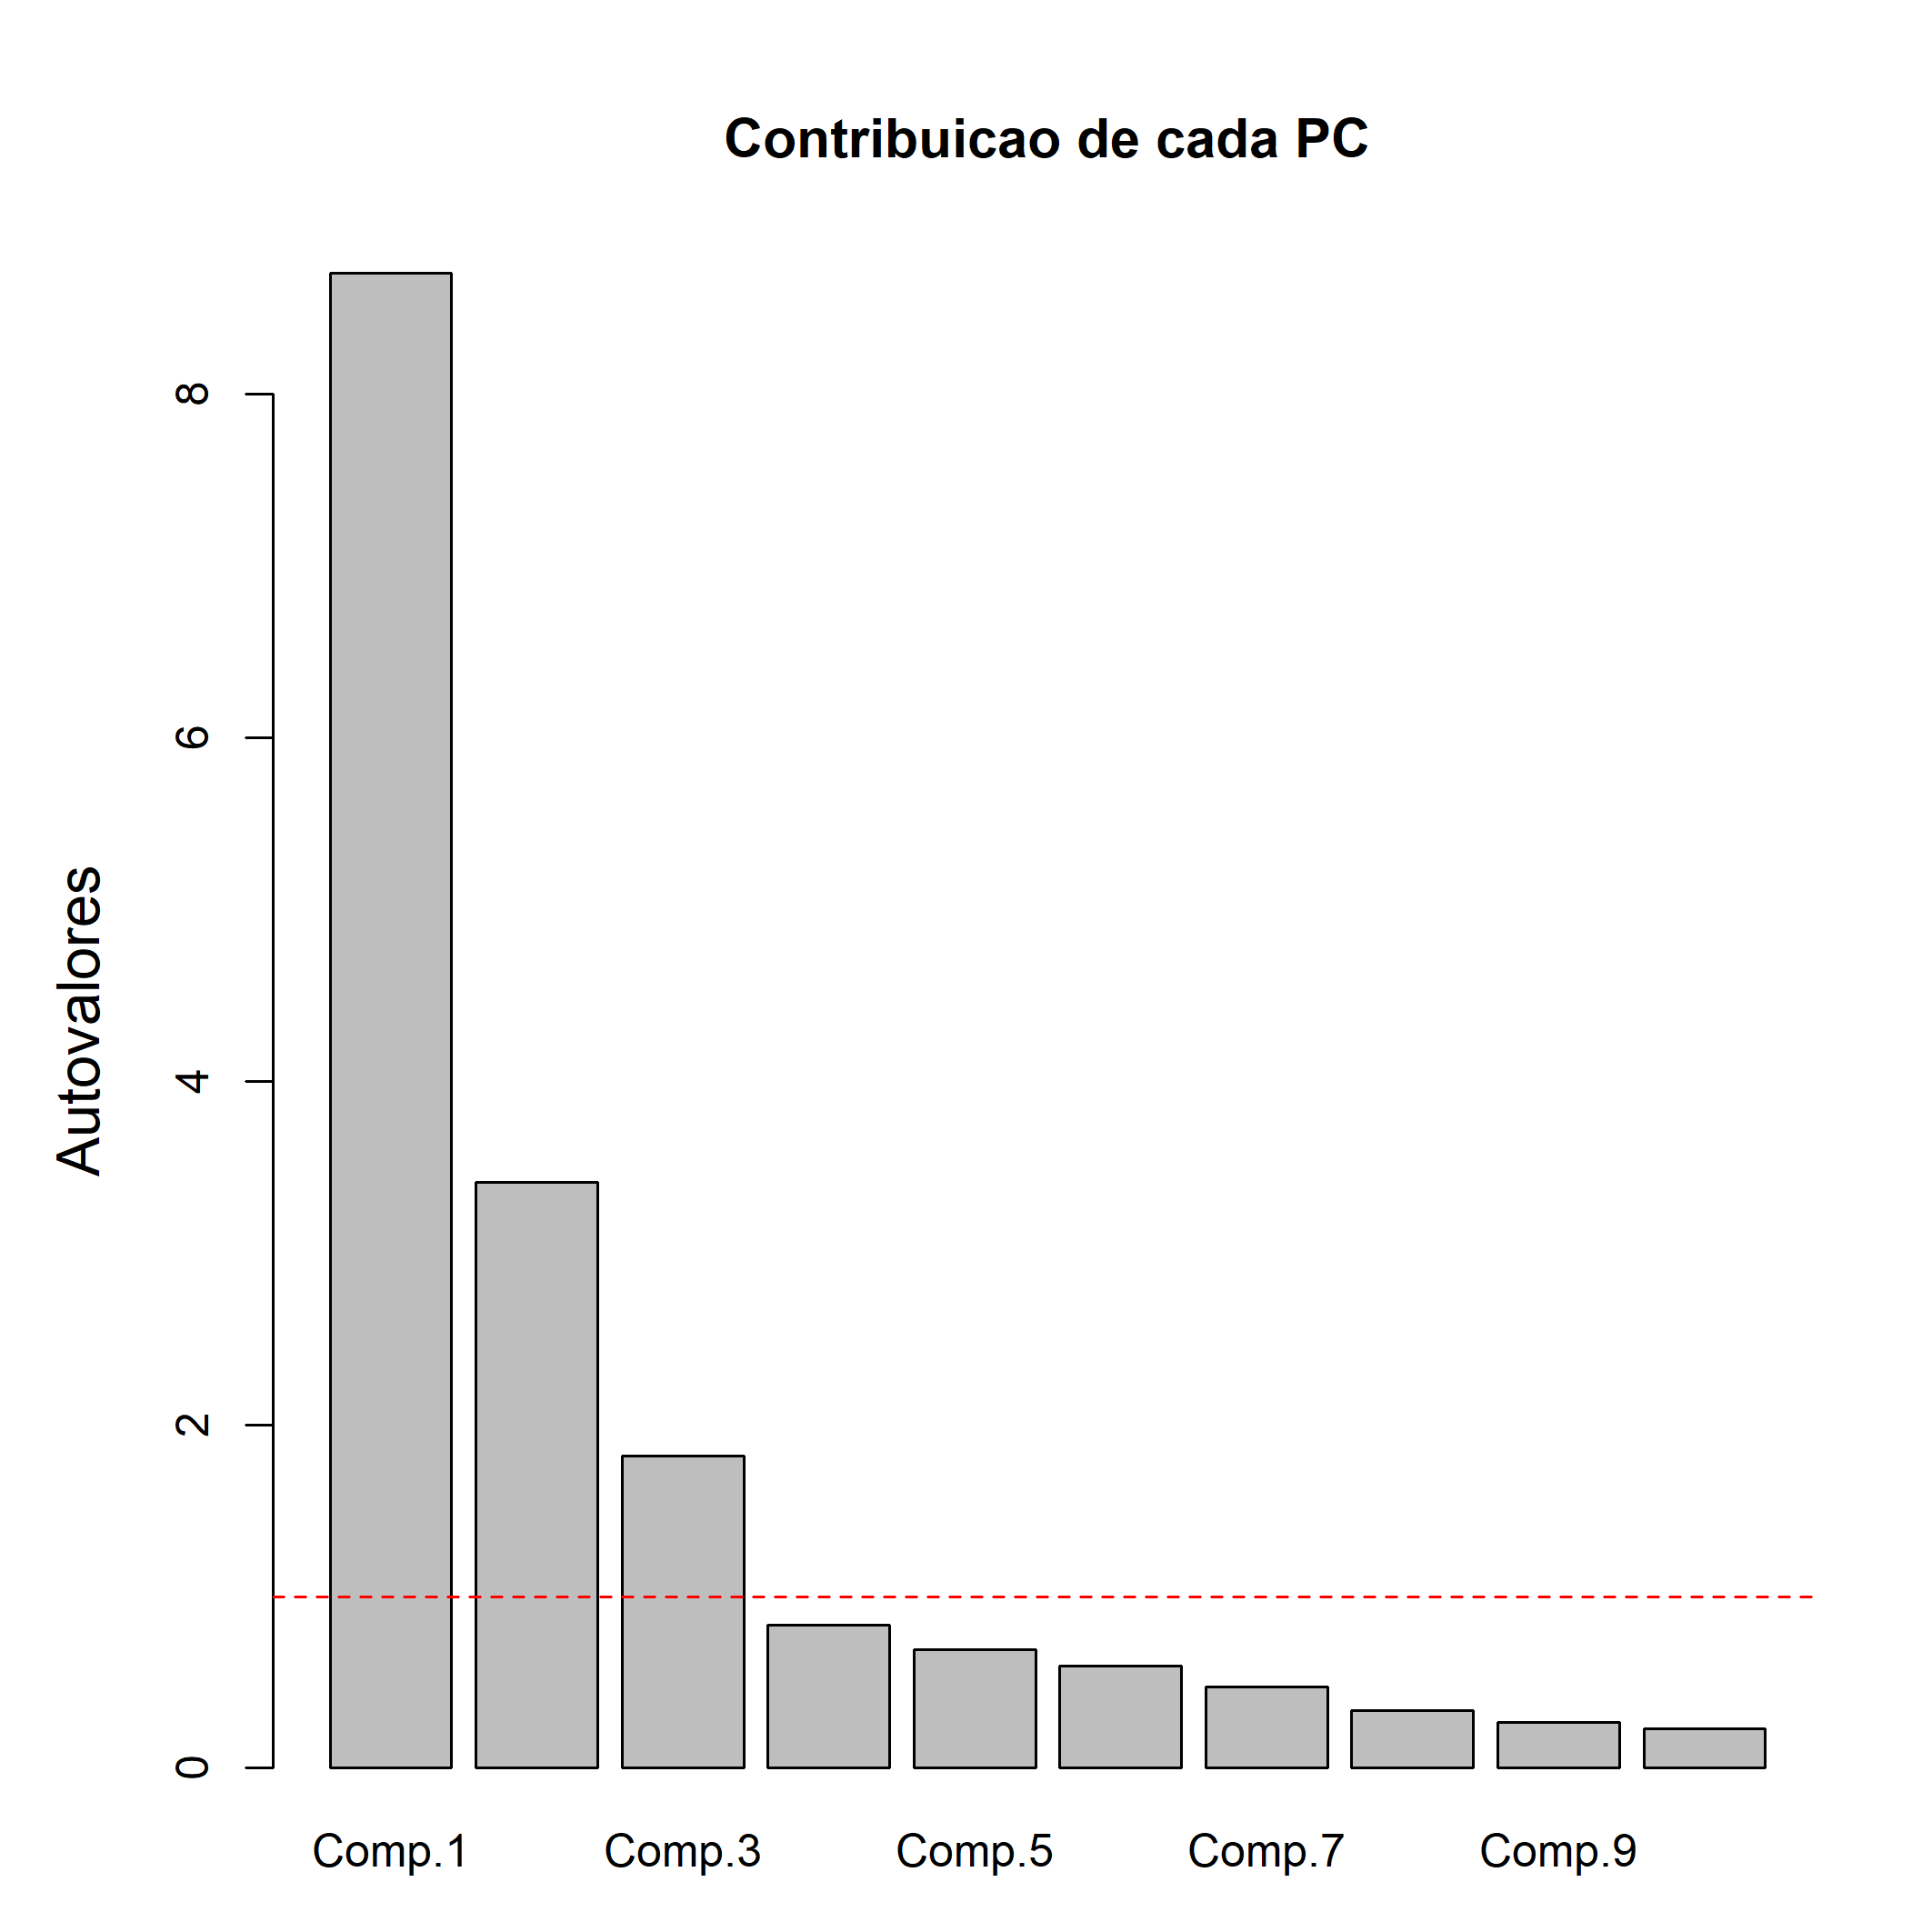 Contribuicao de cada PC
Autovalores
8
6
4
2
0
Comp.1
Comp.3
Comp.5
Comp.7
Comp.9